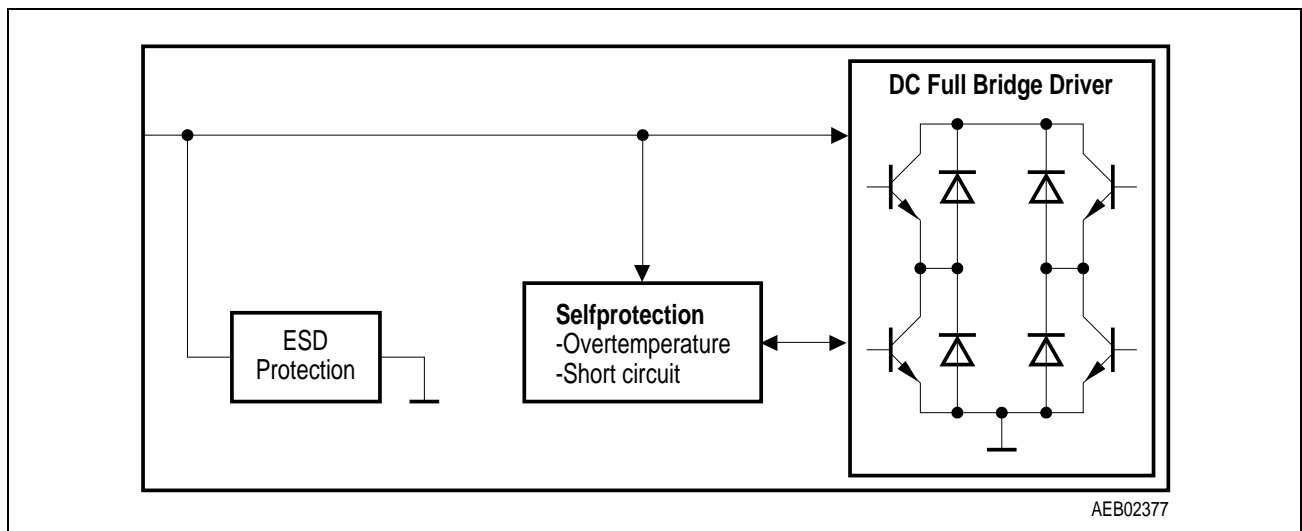 DC Full Bridge Driver
ESD
Protection
Selfprotection
-Overtemperature
-Short circuit
AEB02377